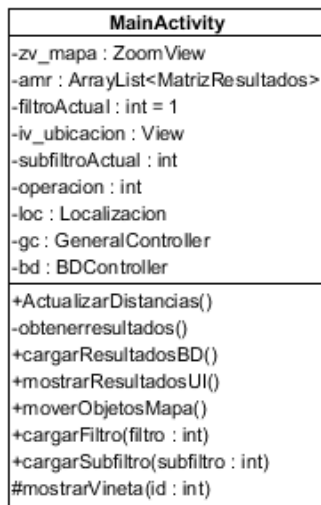 MainActivity
-zv_mapa : ZoomView
-amr : ArrayList<MatrizResultados>
-filtroActual : int = 1
-iv_ubicacion : View
-subfiltroActual : int
-operacion : int
-loc : Localizacion
-gc : GeneralController
-bd : BDController
+ActualizarDistancias()
-obtenerresultados()
+cargarResultadosBD()
+mostrarResultadosUI()
+moverObjetosMapa()
+cargarFiltro(filtro : int)
+cargarSubfiltro(subfiltro : int)
#mostrarVineta(id : int)